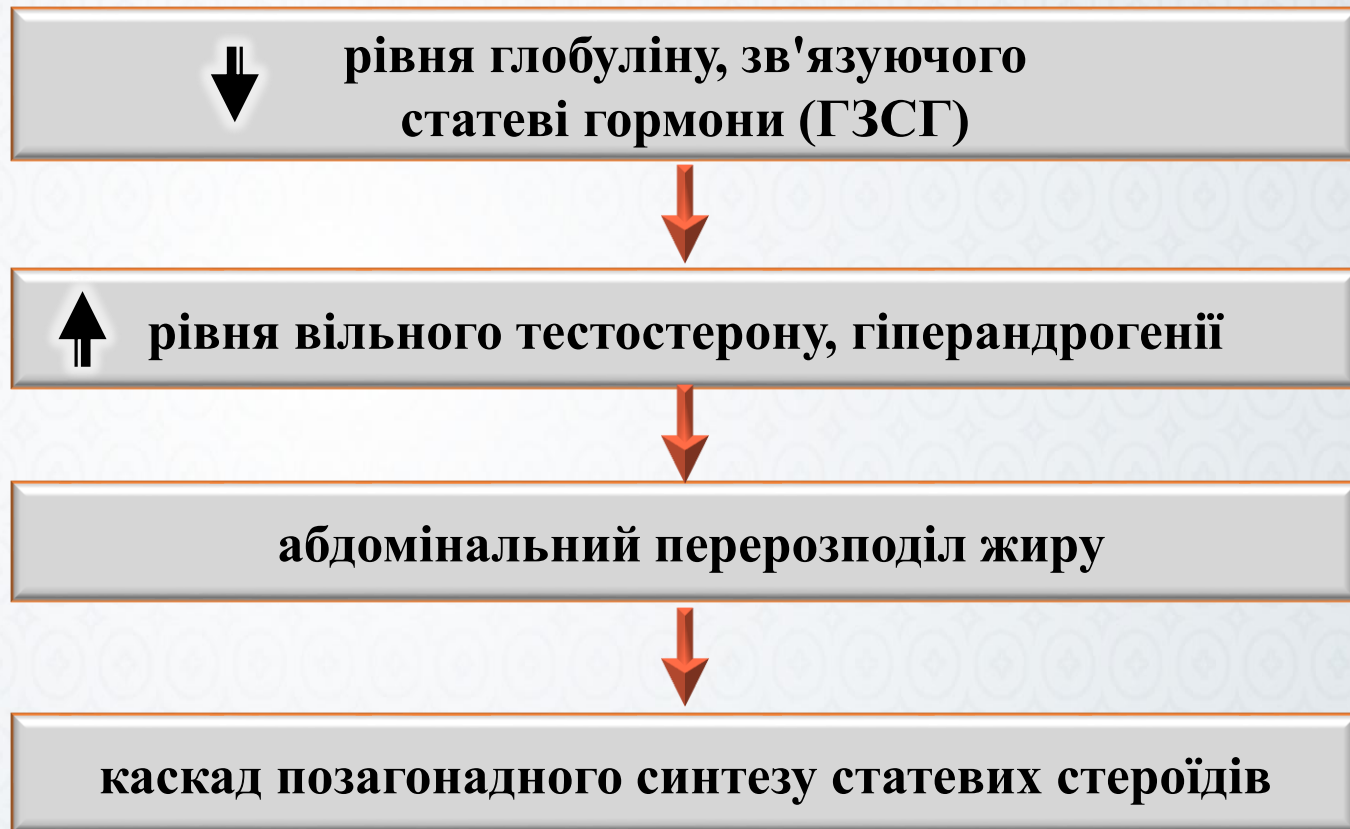 рівня глобуліну, зв'язуючого
статеві гормони (ГЗСГ)
рівня вільного тестостерону, гіперандрогенії
абдомінальний перерозподіл жиру
каскад позагонадного синтезу статевих стероїдів